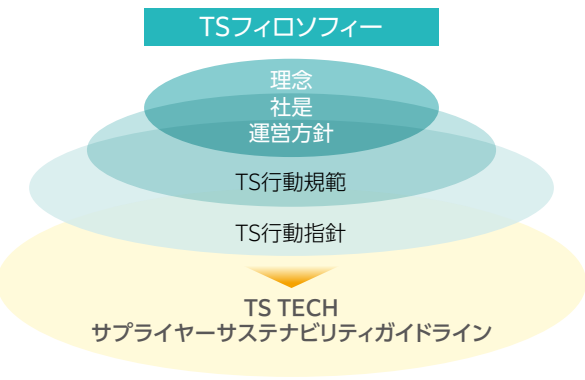 TSフィロソフィー
理念
社是
運営方針
TS行動規範
TS行動指針
TS TECH
サプライヤーサステナビリティガイドライン